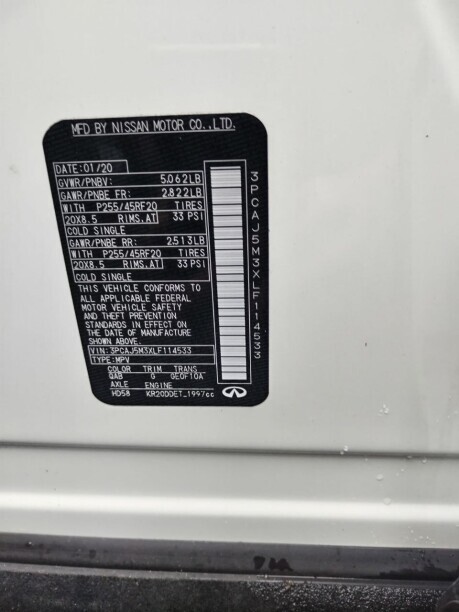 MFD BY NISSAN MOTOR CO.,LTD.
DATE:01/20
GVWR/PNBV: 5,062LB
GAWR/PNBE FR: 2,822LB
WITH P255/45RF20 TIRES
20X8.5 RIMS.AT 33 PSI
COLD SINGLE
GAWR/PNBE RR: 2,513LB
WITH P255/45RF20 TIRES
20X8.5 RIMS.AT 33 PSI
COLD SINGLE
THIS VEHICLE CONFORMS TO
ALL APPLICABLE FEDERAL
MOTOR VEHICLE SAFETY
AND THEFT PREVENTION
STANDARDS IN EFFECT ON
THE DATE OF MANUFACTURE
SHOWN ABOVE.
VIN:3PCAJ5M3XLF114533
TYPE:MPV
COLOR TRIM TRANS
QAB G GE0F10A
AXLE ENGINE
HD58 KR20DDET_1997cc
3PCAJ5M3XLF114533